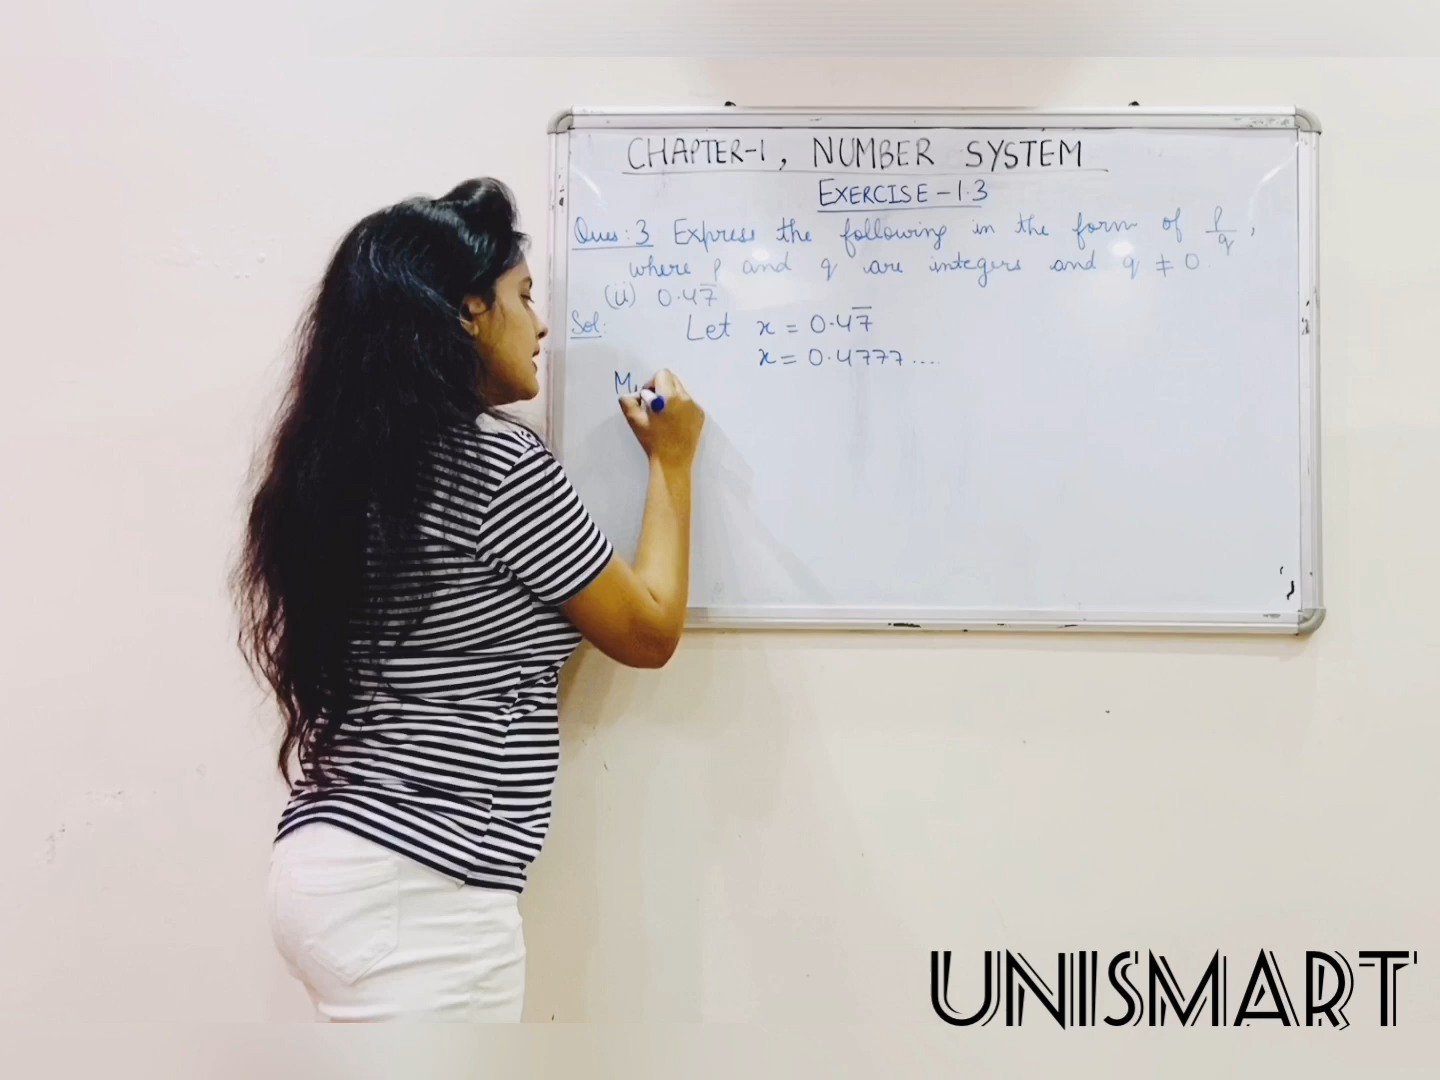 CHAPTER-1, NUMBER SYSTEM
EXERCISE-1.3
Ques:3 Express the following in the form of p/q,
where p and q are integers and q ≠ 0.
(ii) 0.47̅
Sol: Let x = 0.47̅
x = 0.4777....
UNISMART